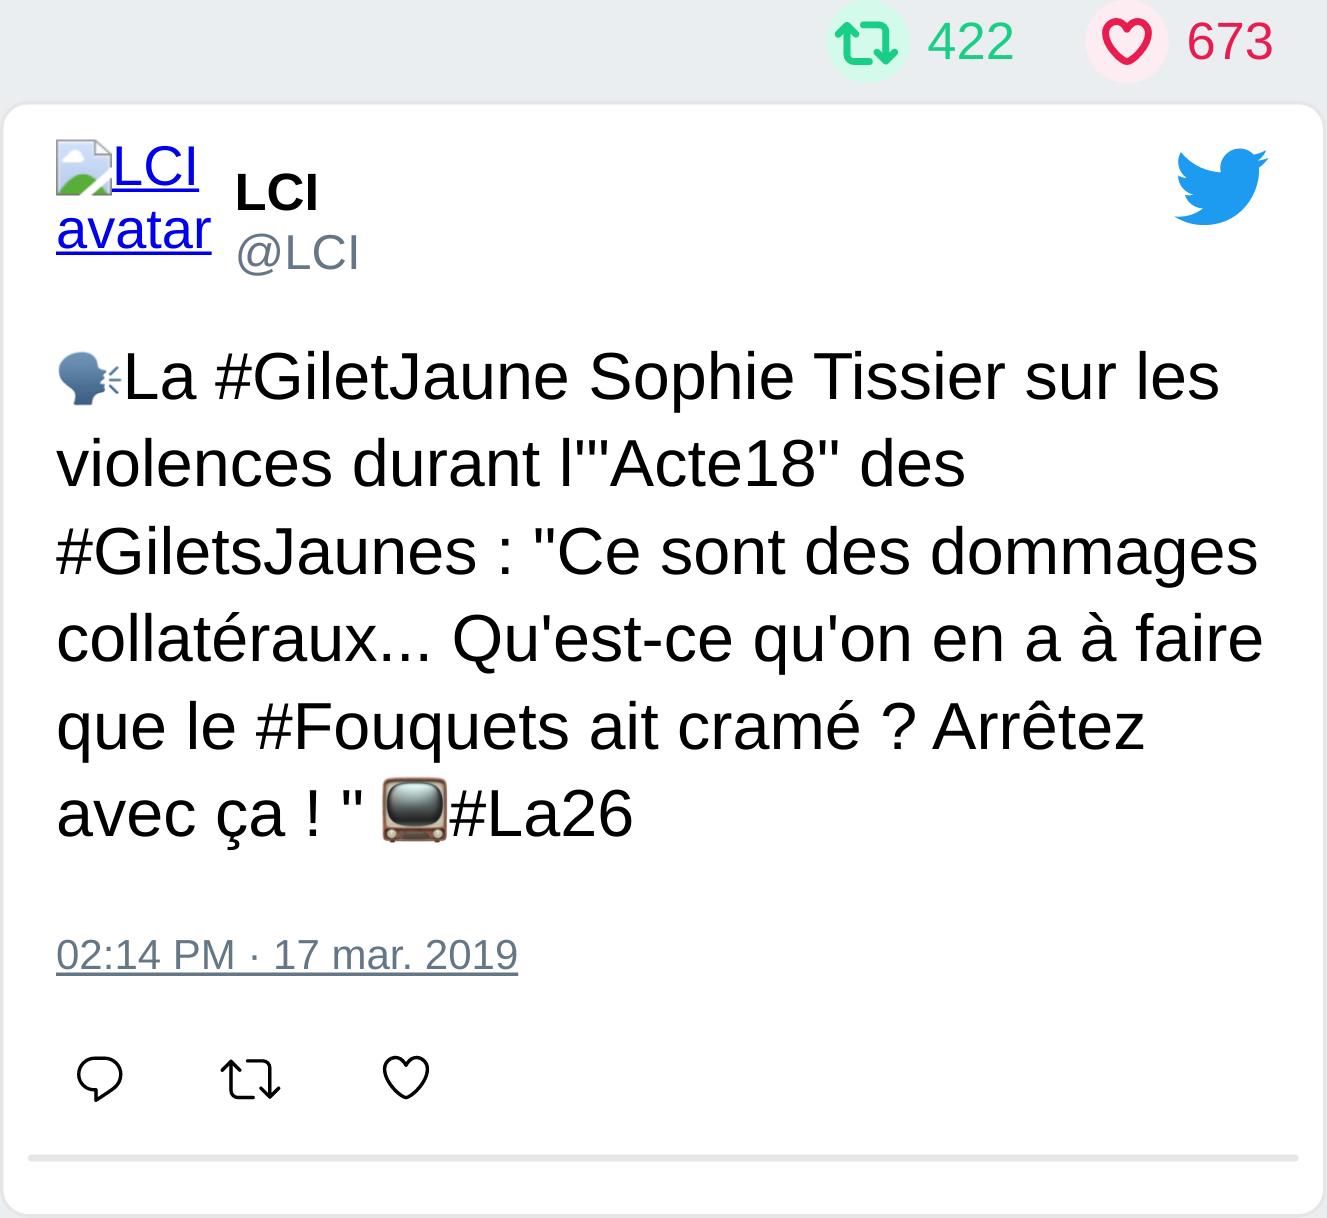 422 673
LCI
avatar
LCI
@LCI
🗣️La #GiletJaune Sophie Tissier sur les
violences durant l'"Acte18" des
#GiletsJaunes : "Ce sont des dommages
collatéraux... Qu'est-ce qu'on en a à faire
que le #Fouquets ait cramé ? Arrêtez
avec ça ! " 📺#La26
02:14 PM · 17 mar. 2019